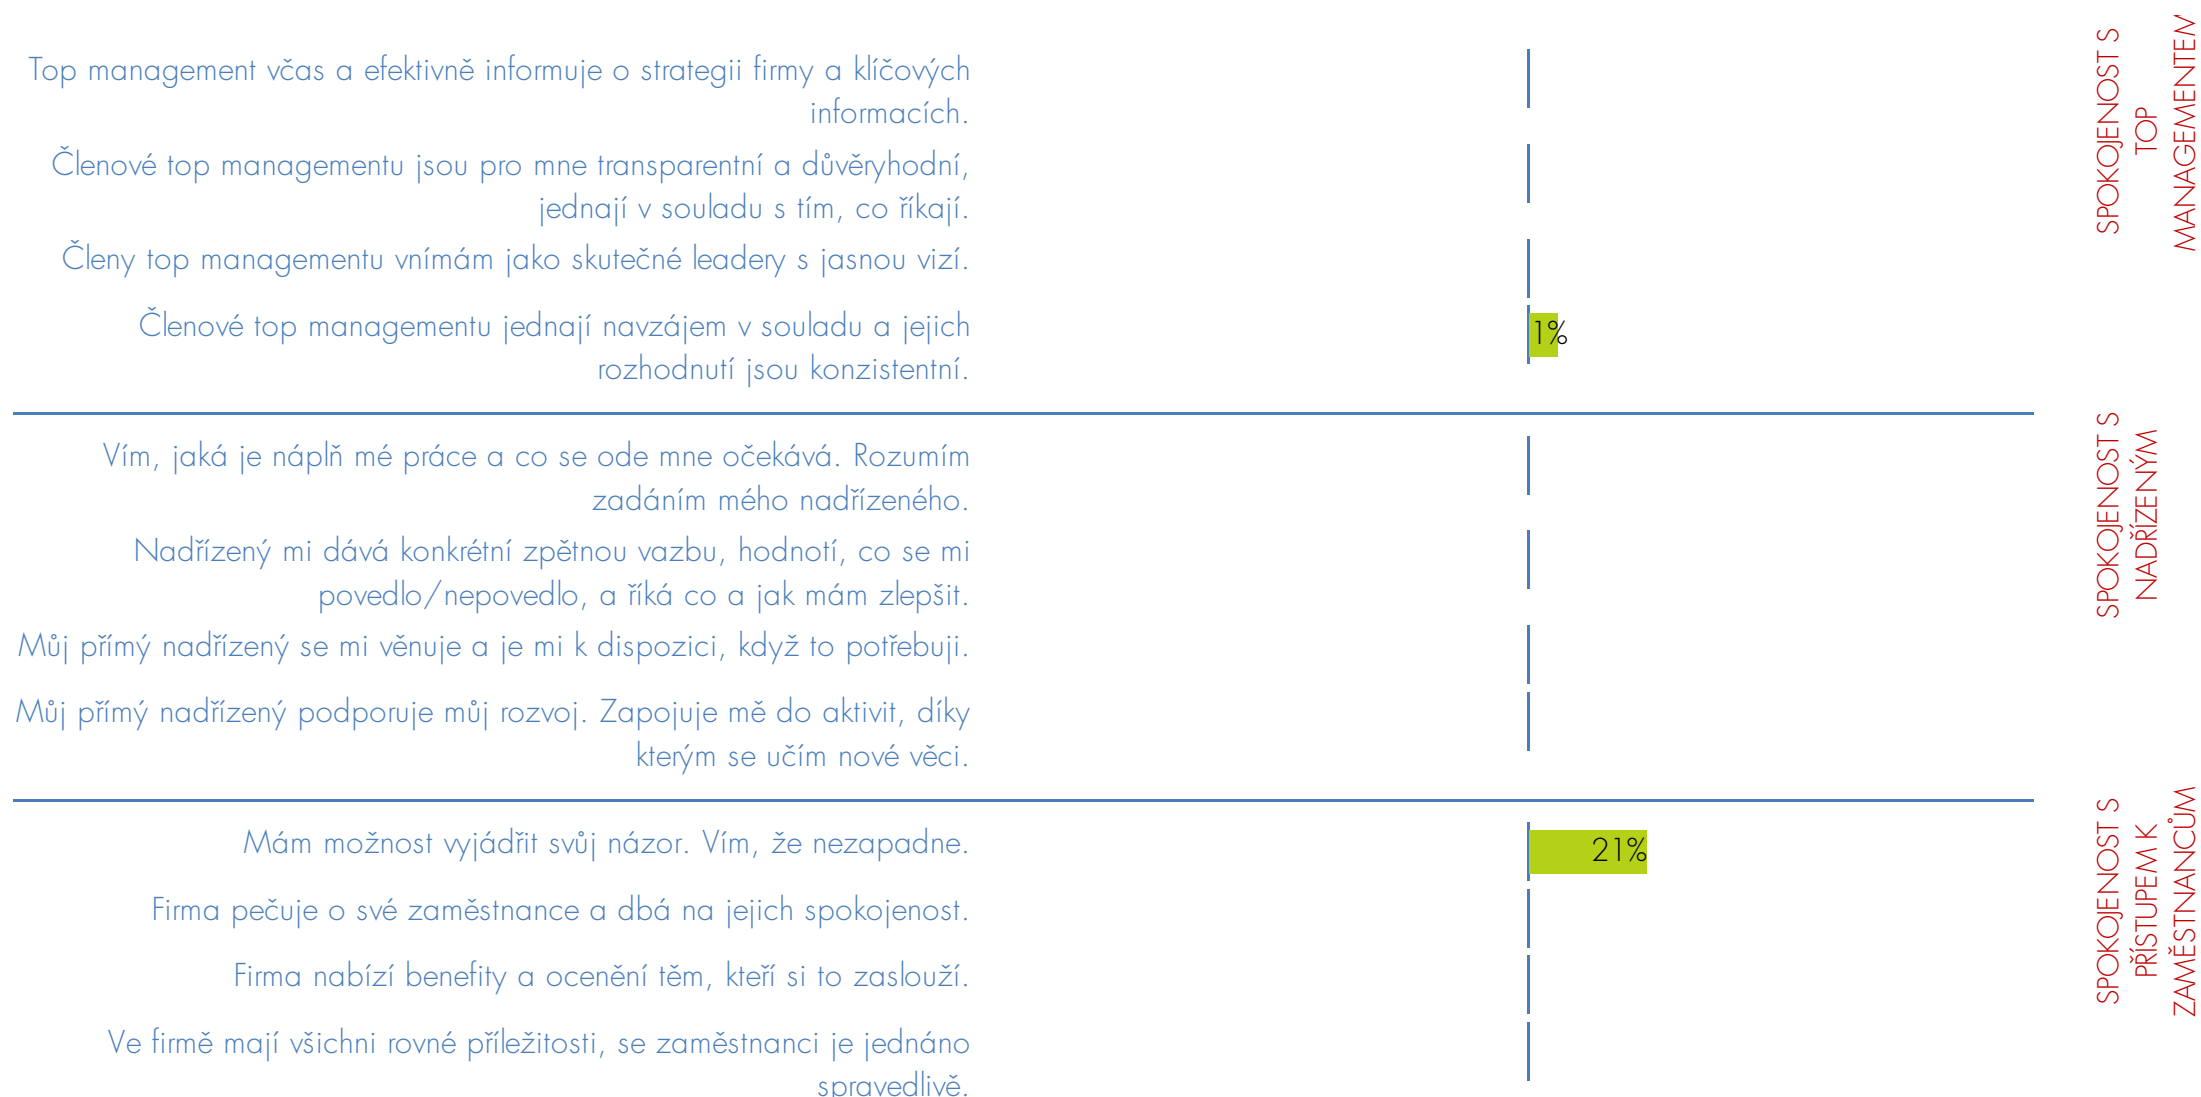 Top management včas a efektivně informuje o strategii firmy a klíčových
informacích.
Členové top managementu jsou pro mne transparentní a důvěryhodní,
jednají v souladu s tím, co říkají.
Členy top managementu vnímám jako skutečné leadery s jasnou vizí.
Členové top managementu jednají navzájem v souladu a jejich
rozhodnutí jsou konzistentní.
1%
SPOKOJENOST S
TOP
MANAGEMENTEM
Vím, jaká je náplň mé práce a co se ode mne očekává. Rozumím
zadáním mého nadřízeného.
Nadřízený mi dává konkrétní zpětnou vazbu, hodnotí, co se mi
povedlo/nepovedlo, a říká co a jak mám zlepšit.
Můj přímý nadřízený se mi věnuje a je mi k dispozici, když to potřebuji.
Můj přímý nadřízený podporuje můj rozvoj. Zapojuje mě do aktivit, díky
kterým se učím nové věci.
SPOKOJENOST S
NADŘÍZENÝM
Mám možnost vyjádřit svůj názor. Vím, že nezapadne.
21%
Firma pečuje o své zaměstnance a dbá na jejich spokojenost.
Firma nabízí benefity a ocenění těm, kteří si to zaslouží.
Ve firmě mají všichni rovné příležitosti, se zaměstnanci je jednáno
spravedlivě.
SPOKOJENOST S
PŘÍSTUPEM K
ZAMĚSTNANCŮM